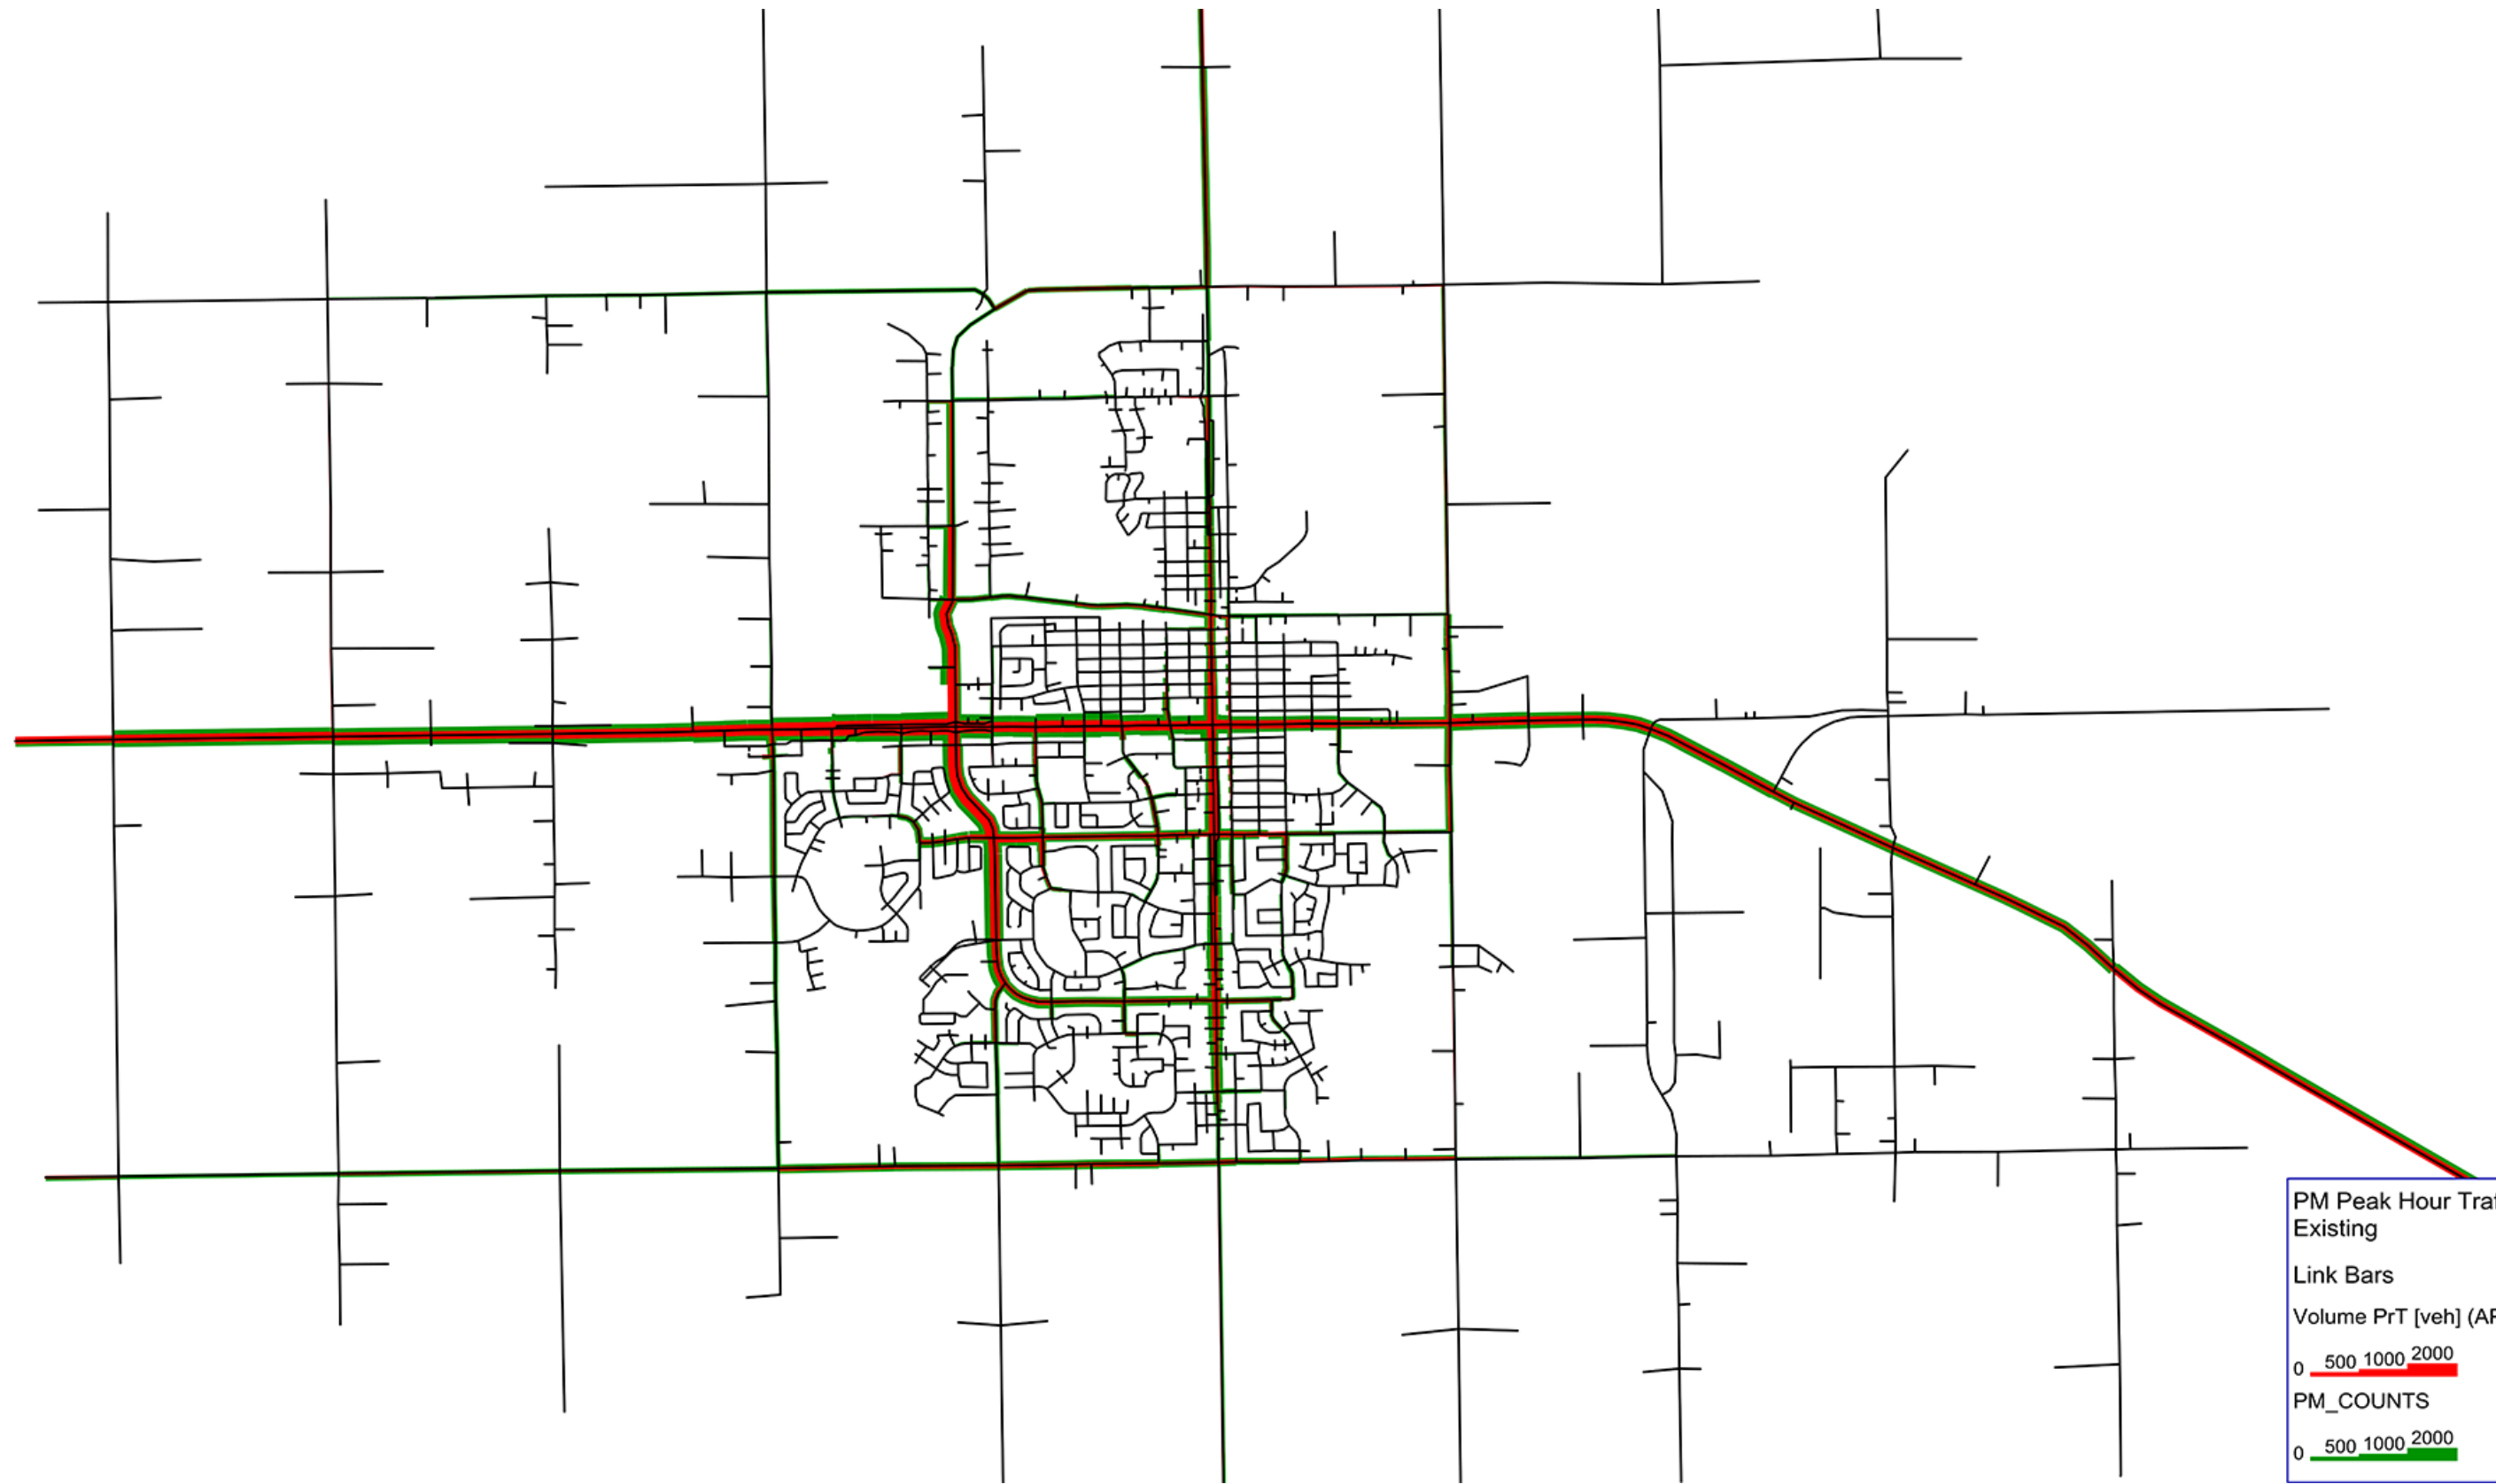 PM Peak Hour Traf
Existing
Link Bars
Volume PrT [veh] (AP
0 500 1000 2000
PM_COUNTS
0 500 1000 2000